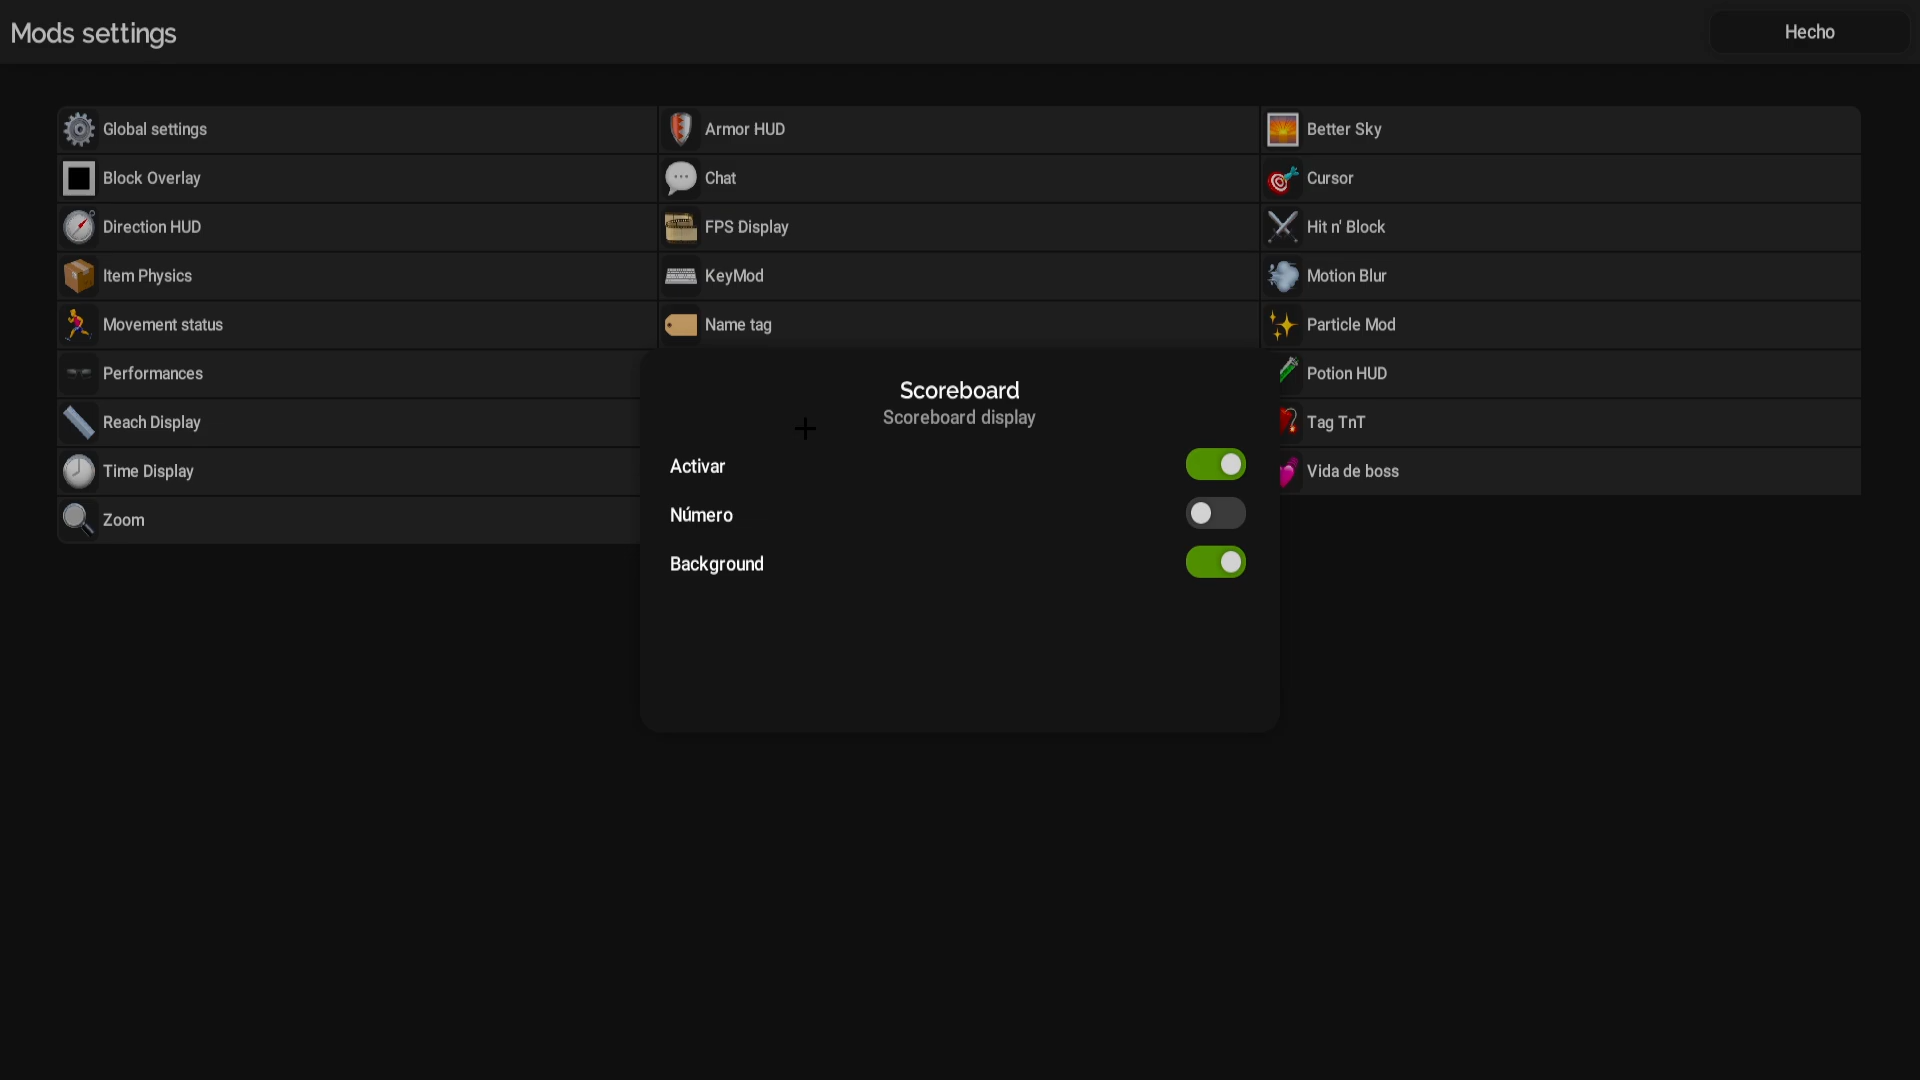 Mods settings
Hecho
Global settings
Armor HUD
Better Sky
Block Overlay
Chat
Cursor
Direction HUD
FPS Display
Hit n' Block
Item Physics
KeyMod
Motion Blur
Movement status
Name tag
Particle Mod
Performances
Potion HUD
Reach Display
Tag TnT
Time Display
Vida de boss
Zoom
Scoreboard
Scoreboard display
Activar
Número
Background